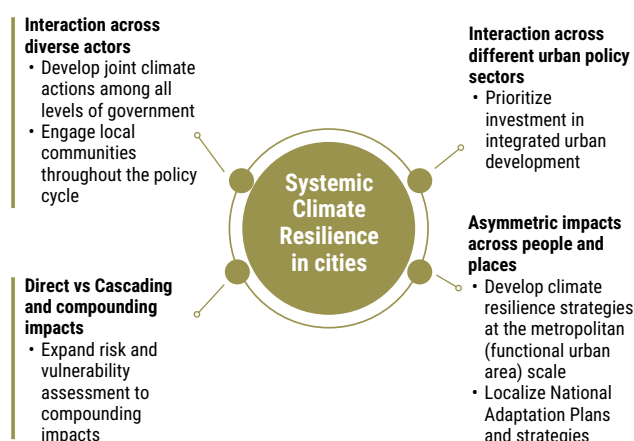 Interaction across
diverse actors
• Develop joint climate
actions among all
levels of government
• Engage local
communities
throughout the policy
cycle
Interaction across
different urban policy
sectors
• Prioritize
investment in
integrated urban
development
Systemic
Climate
Resilience
in cities
Direct vs Cascading
and compounding
impacts
• Expand risk and
vulnerability
assessment to
compounding
impacts
Asymmetric impacts
across people and
places
• Develop climate
resilience strategies
at the metropolitan
(functional urban
area) scale
• Localize National
Adaptation Plans
and strategies